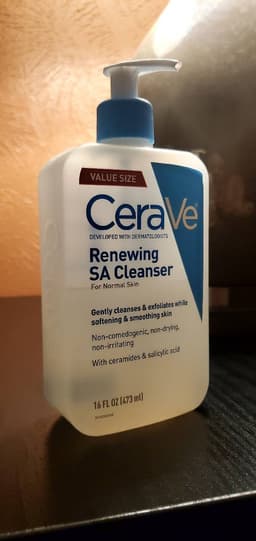 VALUE SIZE
CeraVe
DEVELOPED WITH DERMATOLOGISTS
Renewing
SA Cleanser
For Normal Skin
Gently cleanses & exfoliates while
softening & smoothing skin
Non-comedogenic, non-drying,
non-irritating
With ceramides & salicylic acid
16 FL OZ (473 ml)